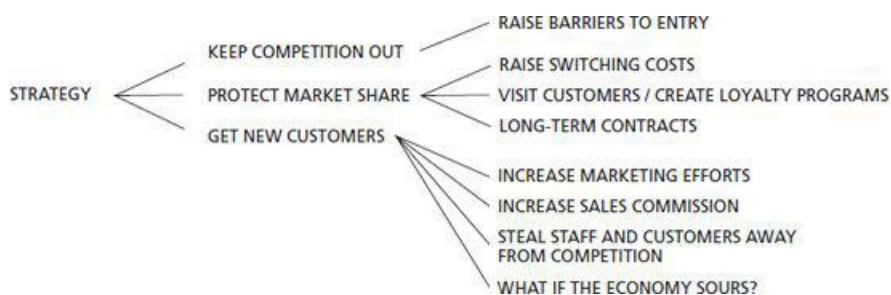 STRATEGY
KEEP COMPETITION OUT
RAISE BARRIERS TO ENTRY
PROTECT MARKET SHARE
RAISE SWITCHING COSTS
VISIT CUSTOMERS / CREATE LOYALTY PROGRAMS
LONG-TERM CONTRACTS
GET NEW CUSTOMERS
INCREASE MARKETING EFFORTS
INCREASE SALES COMMISSION
STEAL STAFF AND CUSTOMERS AWAY
FROM COMPETITION
WHAT IF THE ECONOMY SOURS?